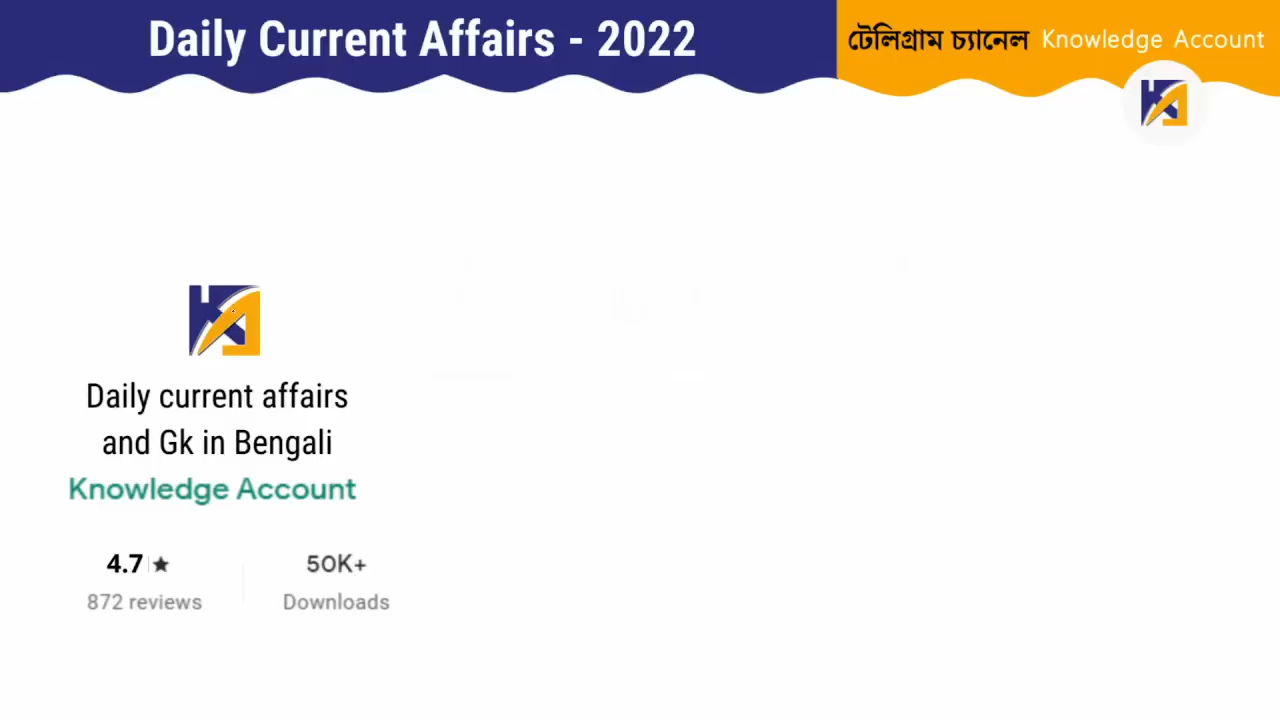 Daily Current Affairs - 2022
টেলিগ্রাম চ্যানেল Knowledge Account
Daily current affairs
and Gk in Bengali
Knowledge Account
4.7 ★ 50K+
872 reviews Downloads